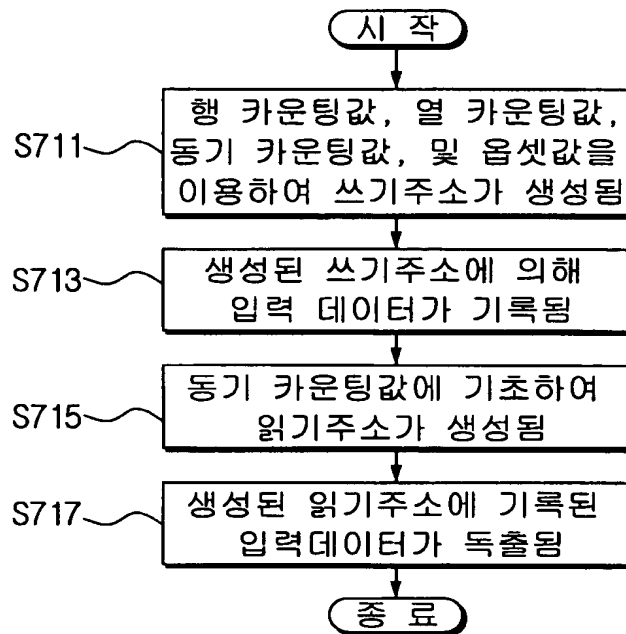 시 작
S711
행 카운팅값, 열 카운팅값,
동기 카운팅값, 및 옵셋값을
이용하여 쓰기주소가 생성됨
S713
생성된 쓰기주소에 의해
입력 데이터가 기록됨
S715
동기 카운팅값에 기초하여
읽기주소가 생성됨
S717
생성된 읽기주소에 기록된
입력데이터가 독출됨
종 료